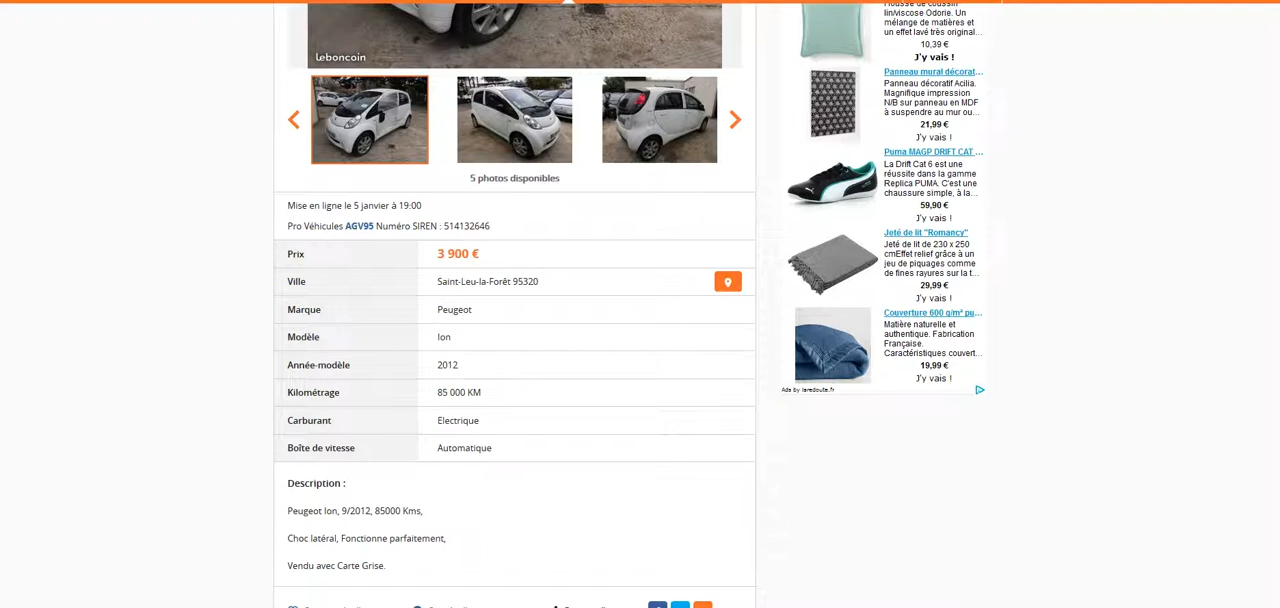 leboncoin
5 photos disponibles
Mise en ligne le 5 janvier à 19:00
Pro Véhicules AGV95 Numéro SIREN : 514132646
Prix 3 900 €
Ville Saint-Leu-la-Forêt 95320
Marque Peugeot
Modèle Ion
Année-modèle 2012
Kilométrage 85 000 KM
Carburant Electrique
Boîte de vitesse Automatique
Description :
Peugeot Ion, 9/2012, 85000 Kms,
Choc latéral, Fonctionne parfaitement,
Vendu avec Carte Grise.
Housse de coussin
lin/viscose Odorie. Un
mélange de matières et
un effet lavé très original...
10,39 €
J'y vais !
Panneau mural décorat...
Panneau décoratif Acilia.
Magnifique impression
N/B sur panneau en MDF
à suspendre au mur ou...
21,99 €
J'y vais !
Puma MAGP DRIFT CAT ...
La Drift Cat 6 est une
réussite dans la gamme
Replica PUMA. C'est une
chaussure simple, à la...
59,90 €
J'y vais !
Jeté de lit "Romancy"
Jeté de lit de 230 x 250
cmEffet relief grâce à un
jeu de piquages comme
de fines rayures sur la t...
29,99 €
J'y vais !
Couverture 600 g/m² pu...
Matière naturelle et
authentique. Fabrication
Française.
Caractéristiques couvert...
19,99 €
J'y vais !
Ads by laredoute.fr